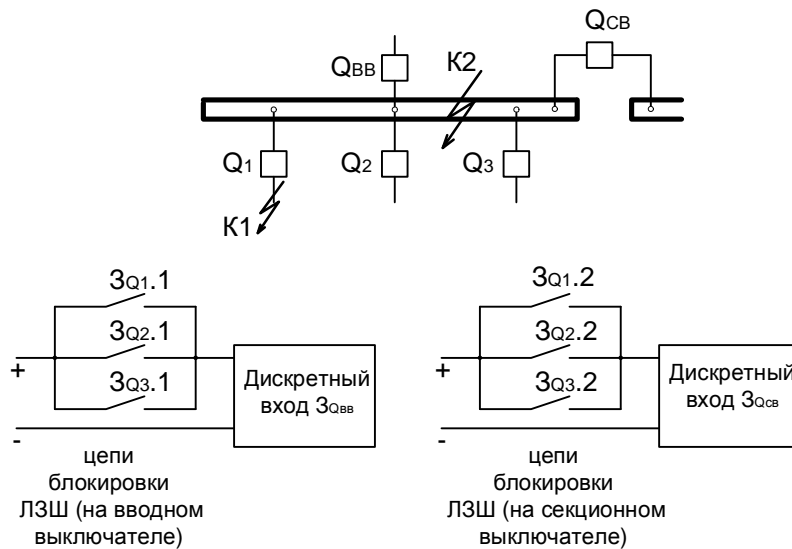 QСВ
QВВ
К2
Q1
Q2
Q3
К1
ЗQ1.1
ЗQ2.1
ЗQ3.1
+
-
Дискретный
вход ЗQвв
цепи
блокировки
ЛЗШ (на вводном
выключателе)
ЗQ1.2
ЗQ2.2
ЗQ3.2
+
-
Дискретный
вход ЗQсв
цепи
блокировки
ЛЗШ (на секционном
выключателе)